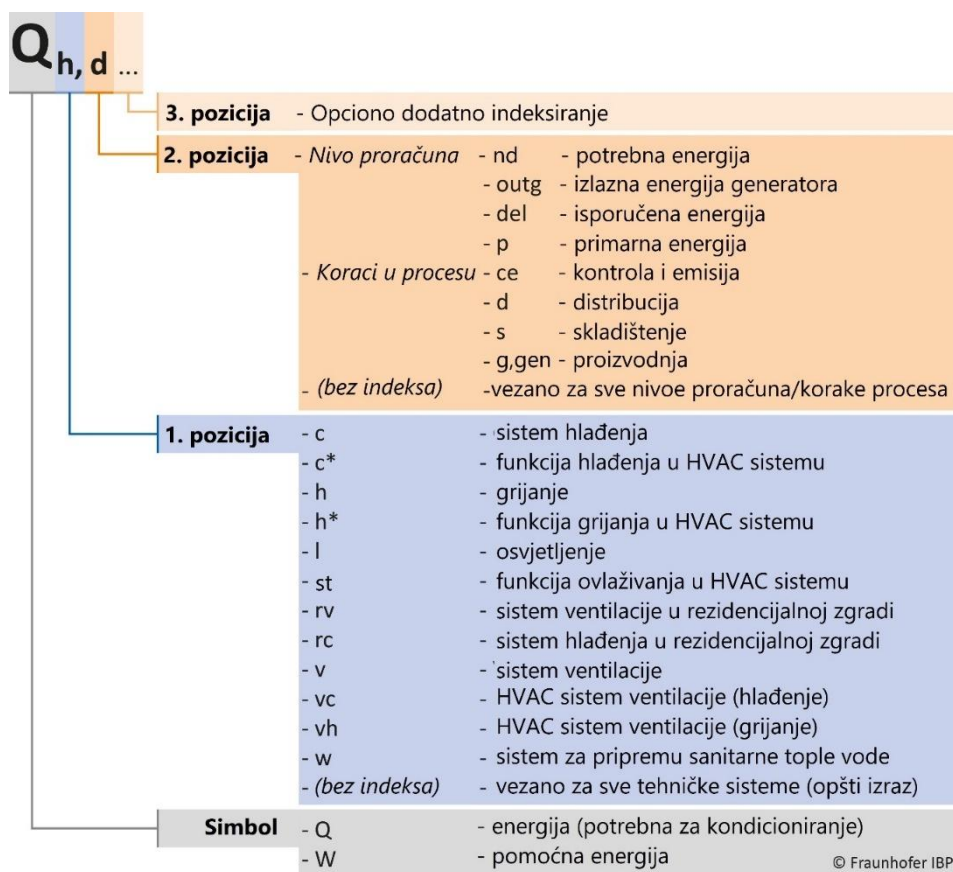 Q h, d ...
3. pozicija - Opciono dodatno indeksiranje
2. pozicija - Nivo proračuna - nd - potrebna energija
- outg - izlazna energija generatora
- del - isporučena energija
- p - primarna energija
- Koraci u procesu - ce - kontrola i emisija
- d - distribucija
- s - skladištenje
- g,gen - proizvodnja
- (bez indeksa) -vezano za sve nivoe proračuna/korake procesa
1. pozicija - c - sistem hlađenja
- c* - funkcija hlađenja u HVAC sistemu
- h - grijanje
- h* - funkcija grijanja u HVAC sistemu
- l - osvjetljenje
- st - funkcija ovlaživanja u HVAC sistemu
- rv - sistem ventilacije u rezidencijalnoj zgradi
- rc - sistem hlađenja u rezidencijalnoj zgradi
- v - sistem ventilacije
- vc - HVAC sistem ventilacije (hlađenje)
- vh - HVAC sistem ventilacije (grijanje)
- w - sistem za pripremu sanitarne tople vode
- (bez indeksa) - vezano za sve tehničke sisteme (opšti izraz)
Simbol - Q - energija (potrebna za kondicioniranje)
- W - pomoćna energija
© Fraunhofer IBP